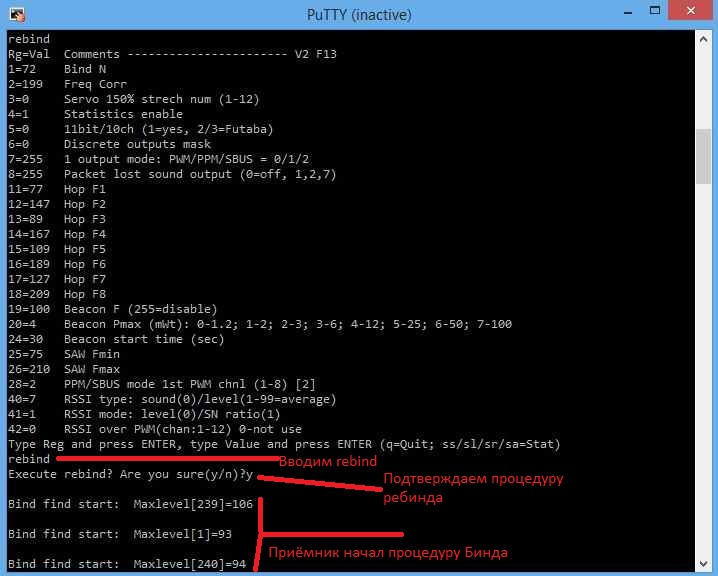 PuTTY (inactive)
rebind
Rg=Val  Comments ----------------------- V2 F13
1=72    Bind N
2=199   Freq Corr
3=0     Servo 150% strech num (1-12)
4=1     Statistics enable
5=0     11bit/10ch (1=yes, 2/3=Futaba)
6=0     Discrete outputs mask
7=255   1 output mode: PWM/PPM/SBUS = 0/1/2
8=255   Packet lost sound output (0=off, 1,2,7)
11=77   Hop F1
12=147  Hop F2
13=89   Hop F3
14=167  Hop F4
15=109  Hop F5
16=189  Hop F6
17=127  Hop F7
18=209  Hop F8
19=100  Beacon F (255=disable)
20=4    Beacon Pmax (mWt): 0-1.2; 1-2; 2-3; 3-6; 4-12; 5-25; 6-50; 7-100
24=30   Beacon start time (sec)
25=75   SAW Fmin
26=210  SAW Fmax
28=2    PPM/SBUS mode 1st PWM chnl (1-8) [2]
40=7    RSSI type: sound(0)/level(1-99=average)
41=1    RSSI mode: level(0)/SN ratio(1)
42=0    RSSI over PWM(chan:1-12) 0-not use
Type Reg and press ENTER, type Value and press ENTER (q=Quit; ss/sl/sr/sa=Stat)
rebind
Вводим rebind
Execute rebind? Are you sure(y/n)?y
Подтверждаем процедуру
ребинда
Bind find start:  Maxlevel[239]=106
Bind find start:  Maxlevel[1]=93
Приёмник начал процедуру Бинда
Bind find start:  Maxlevel[240]=94